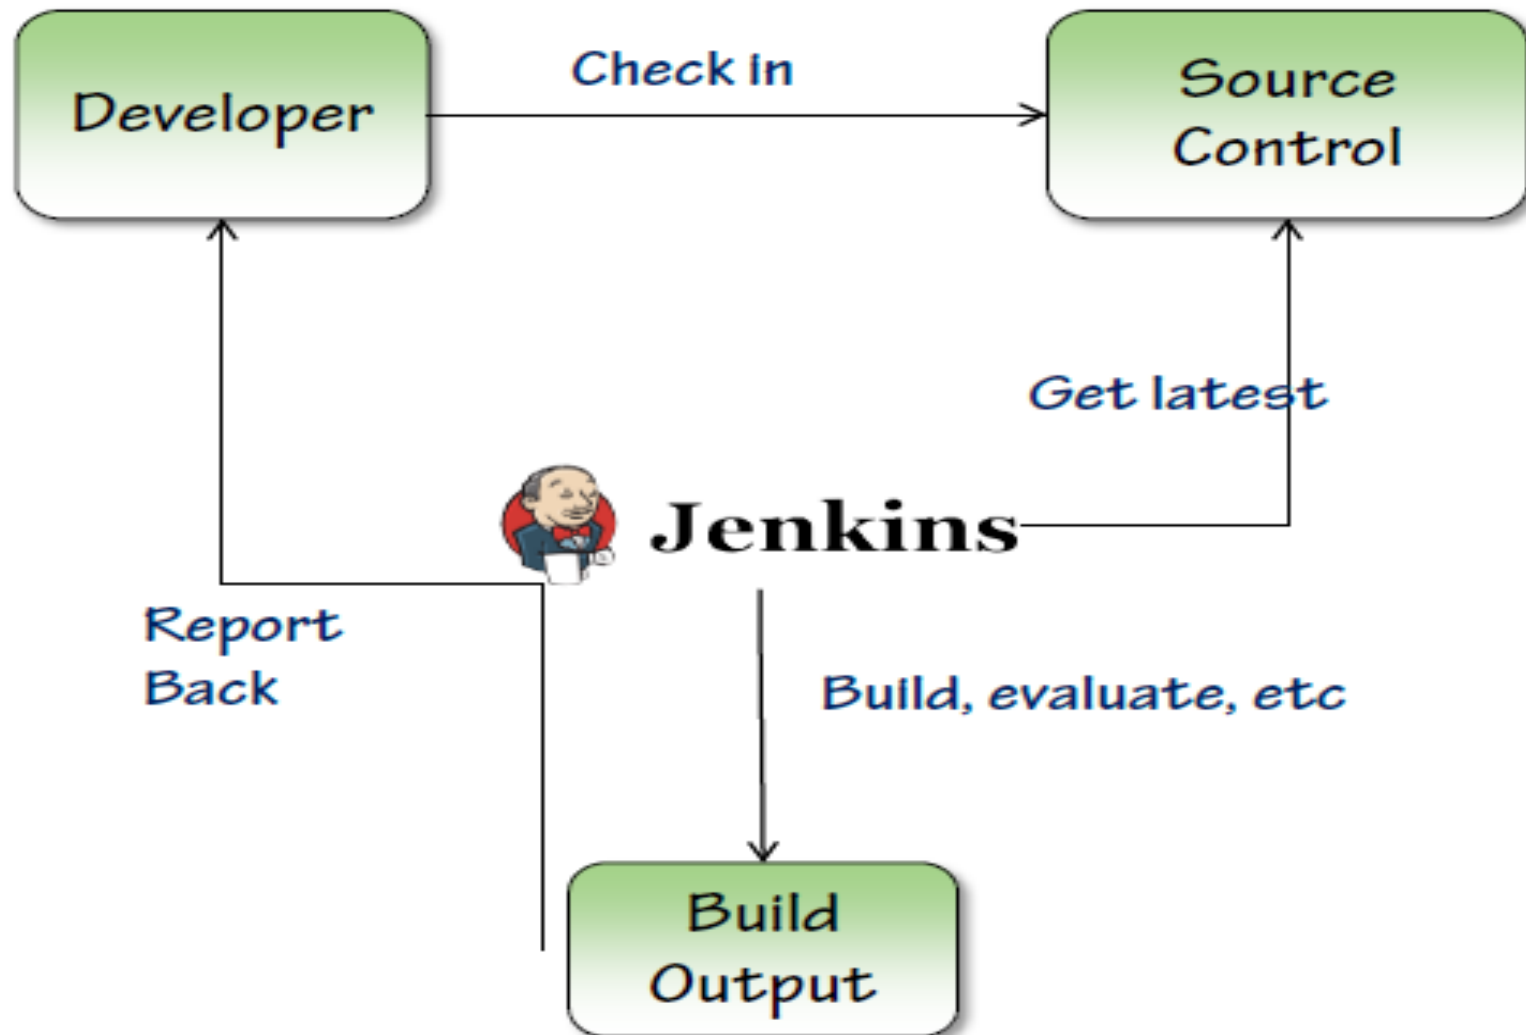 Developer
Check in
Source
Control
Get latest
Jenkins
Report
Back
Build, evaluate, etc
Build
Output